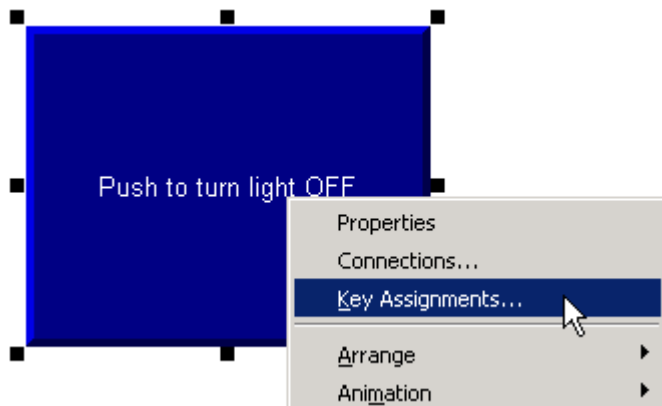 Push to turn light OFF
Properties
Connections...
Key Assignments...
Arrange
Animation